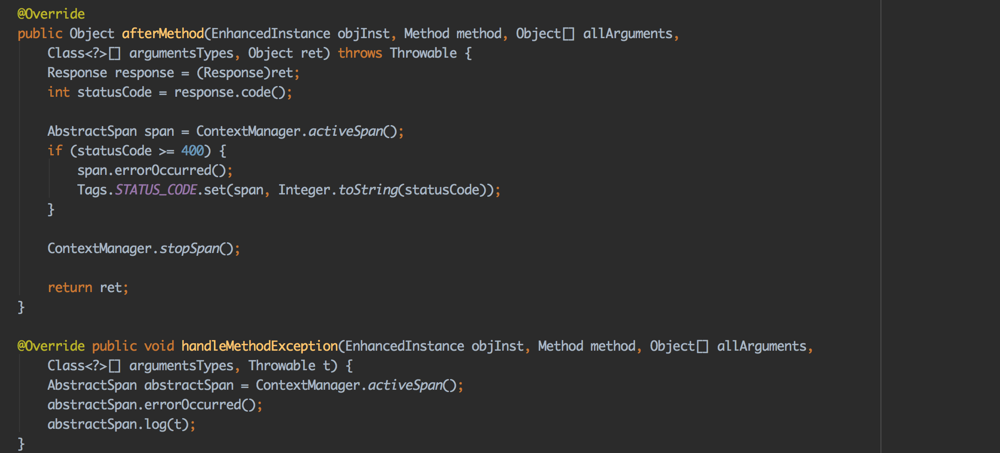 @Override
public Object afterMethod(EnhancedInstance objInst, Method method, Object[] allArguments,
    Class<?>[] argumentsTypes, Object ret) throws Throwable {
    Response response = (Response)ret;
    int statusCode = response.code();

    AbstractSpan span = ContextManager.activeSpan();
    if (statusCode >= 400) {
        span.errorOccurred();
        Tags.STATUS_CODE.set(span, Integer.toString(statusCode));
    }

    ContextManager.stopSpan();

    return ret;
}

@Override public void handleMethodException(EnhancedInstance objInst, Method method, Object[] allArguments,
    Class<?>[] argumentsTypes, Throwable t) {
    AbstractSpan abstractSpan = ContextManager.activeSpan();
    abstractSpan.errorOccurred();
    abstractSpan.log(t);
}